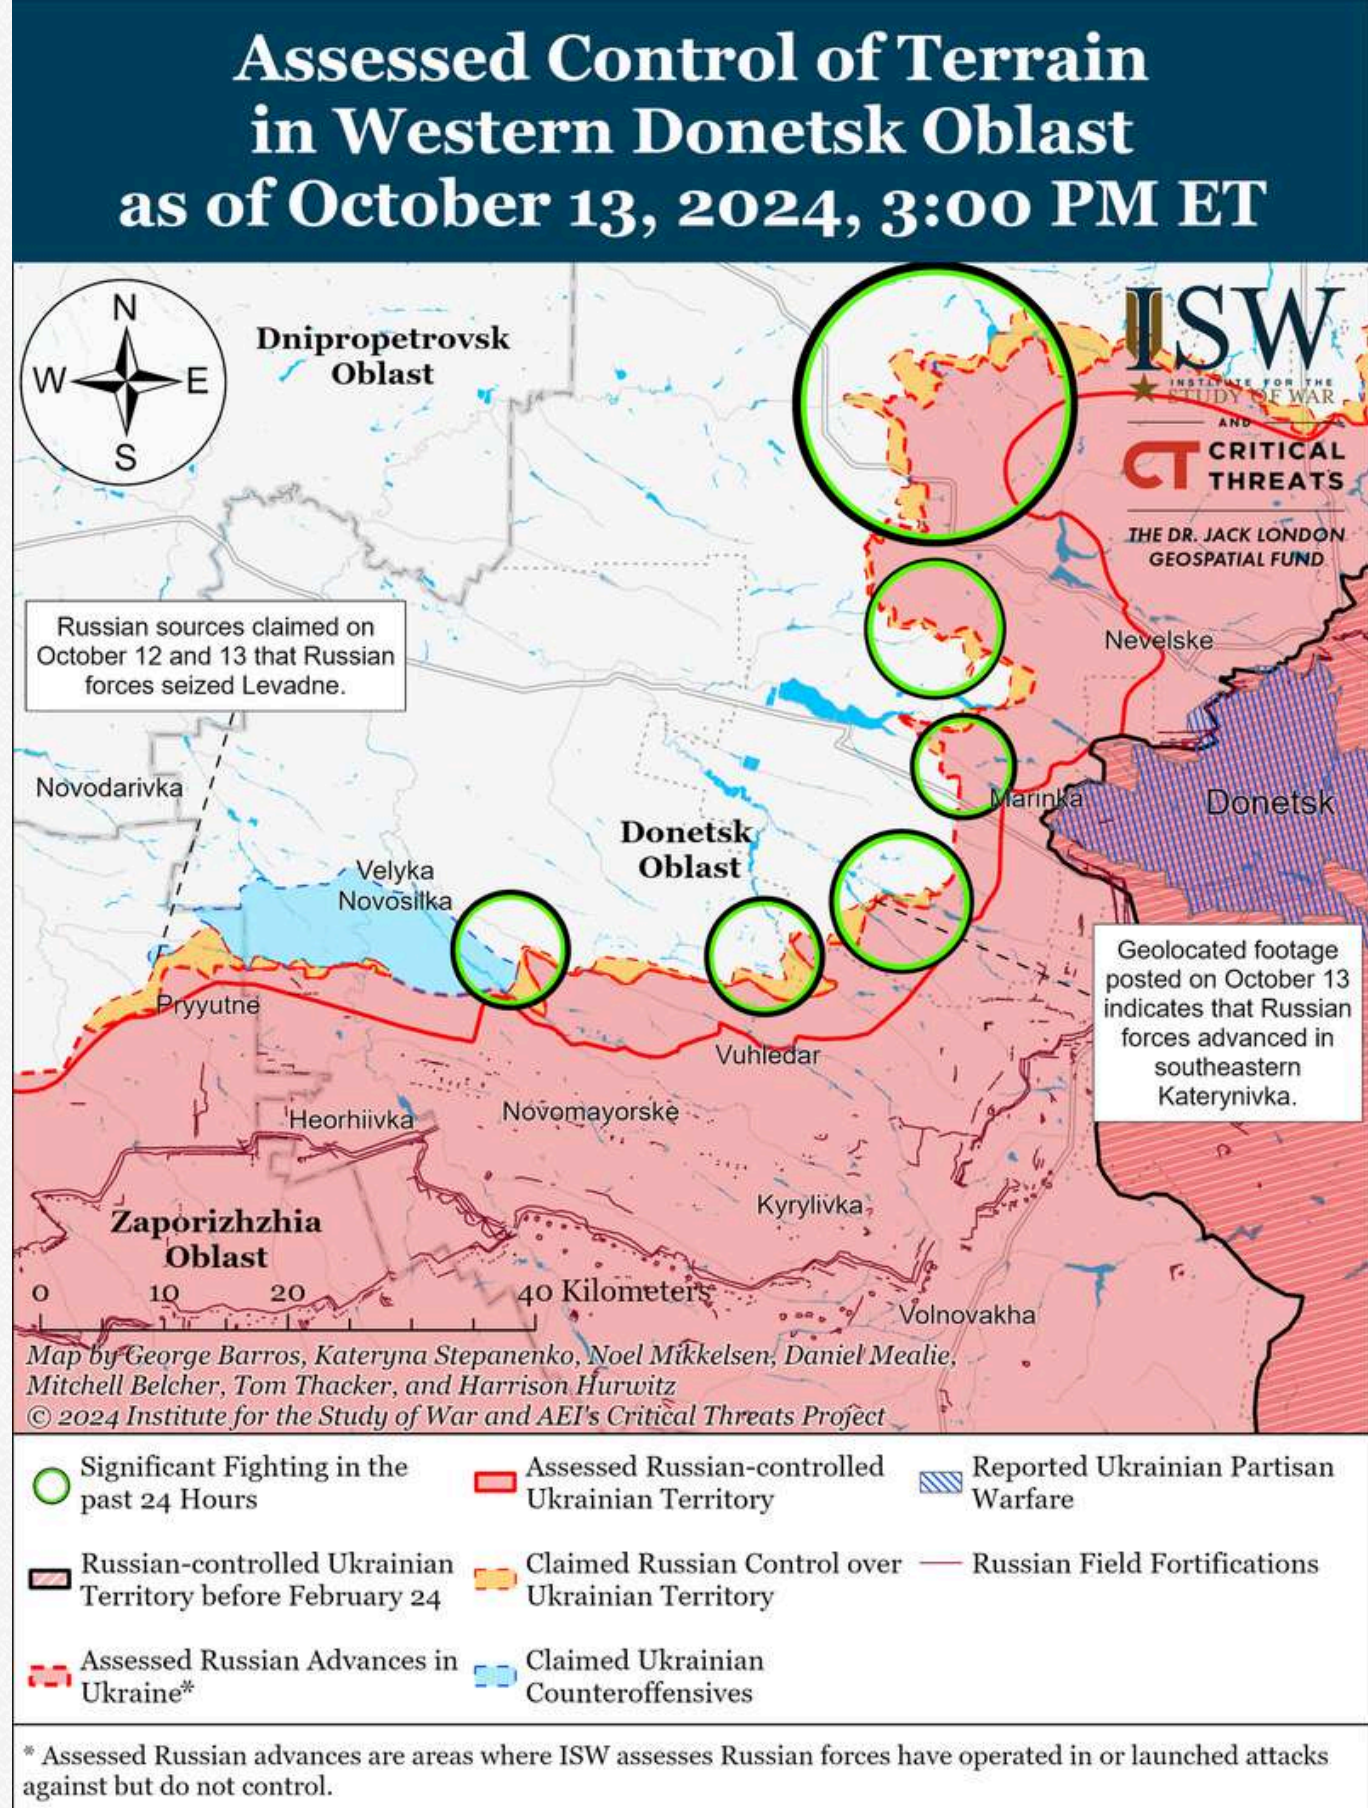 Assessed Control of Terrain
in Western Donetsk Oblast
as of October 13, 2024, 3:00 PM ET
N
W
E
S
Dnipropetrovsk
Oblast
ISW
INSTITUTE FOR THE
STUDY OF WAR
AND
CT CRITICAL
THREATS
THE DR. JACK LONDON
GEOSPATIAL FUND
Russian sources claimed on
October 12 and 13 that Russian
forces seized Levadne.
Nevelske
Novodarivka
Marinka
Donetsk
Donetsk
Oblast
Velyka
Novosilka
Geolocated footage
posted on October 13
indicates that Russian
forces advanced in
southeastern
Katerynivka.
Pryyutne
Vuhledar
Heorhiivka
Novomayorske
Kyrylivka
Zaporizhzhia
Oblast
0 10 20 40 Kilometers
Volnovakha
Map by George Barros, Kateryna Stepanenko, Noel Mikkelsen, Daniel Mealie,
Mitchell Belcher, Tom Thacker, and Harrison Hurwitz
© 2024 Institute for the Study of War and AEI's Critical Threats Project
Significant Fighting in the
past 24 Hours
Assessed Russian-controlled
Ukrainian Territory
Reported Ukrainian Partisan
Warfare
Russian-controlled Ukrainian
Territory before February 24
Claimed Russian Control over
Ukrainian Territory
Russian Field Fortifications
Assessed Russian Advances in
Ukraine*
Claimed Ukrainian
Counteroffensives
* Assessed Russian advances are areas where ISW assesses Russian forces have operated in or launched attacks
against but do not control.